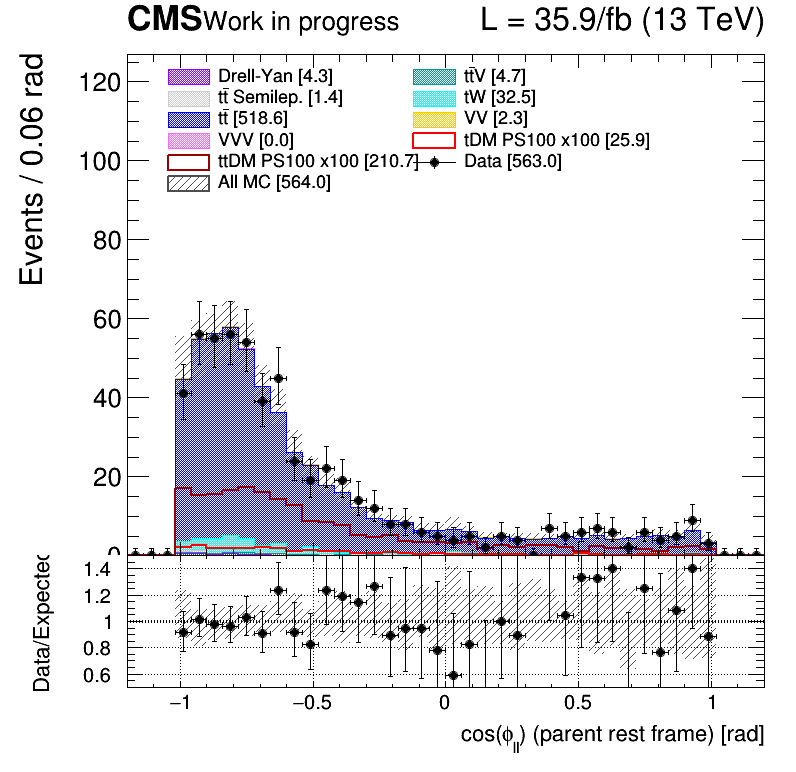 CMS Work in progress L = 35.9/fb (13 TeV)
Events / 0.06 rad
120
100
80
60
40
20
0
Drell-Yan [4.3]
tt̄V [4.7]
tt̄ Semilep. [1.4]
tW [32.5]
tt̄ [518.6]
VV [2.3]
VVV [0.0]
tDM PS100 x100 [25.9]
ttDM PS100 x100 [210.7]
Data [563.0]
All MC [564.0]
Data/Expected
1.4
1.2
1
0.8
0.6
−1 −0.5 0 0.5 1
cos(ϕll) (parent rest frame) [rad]